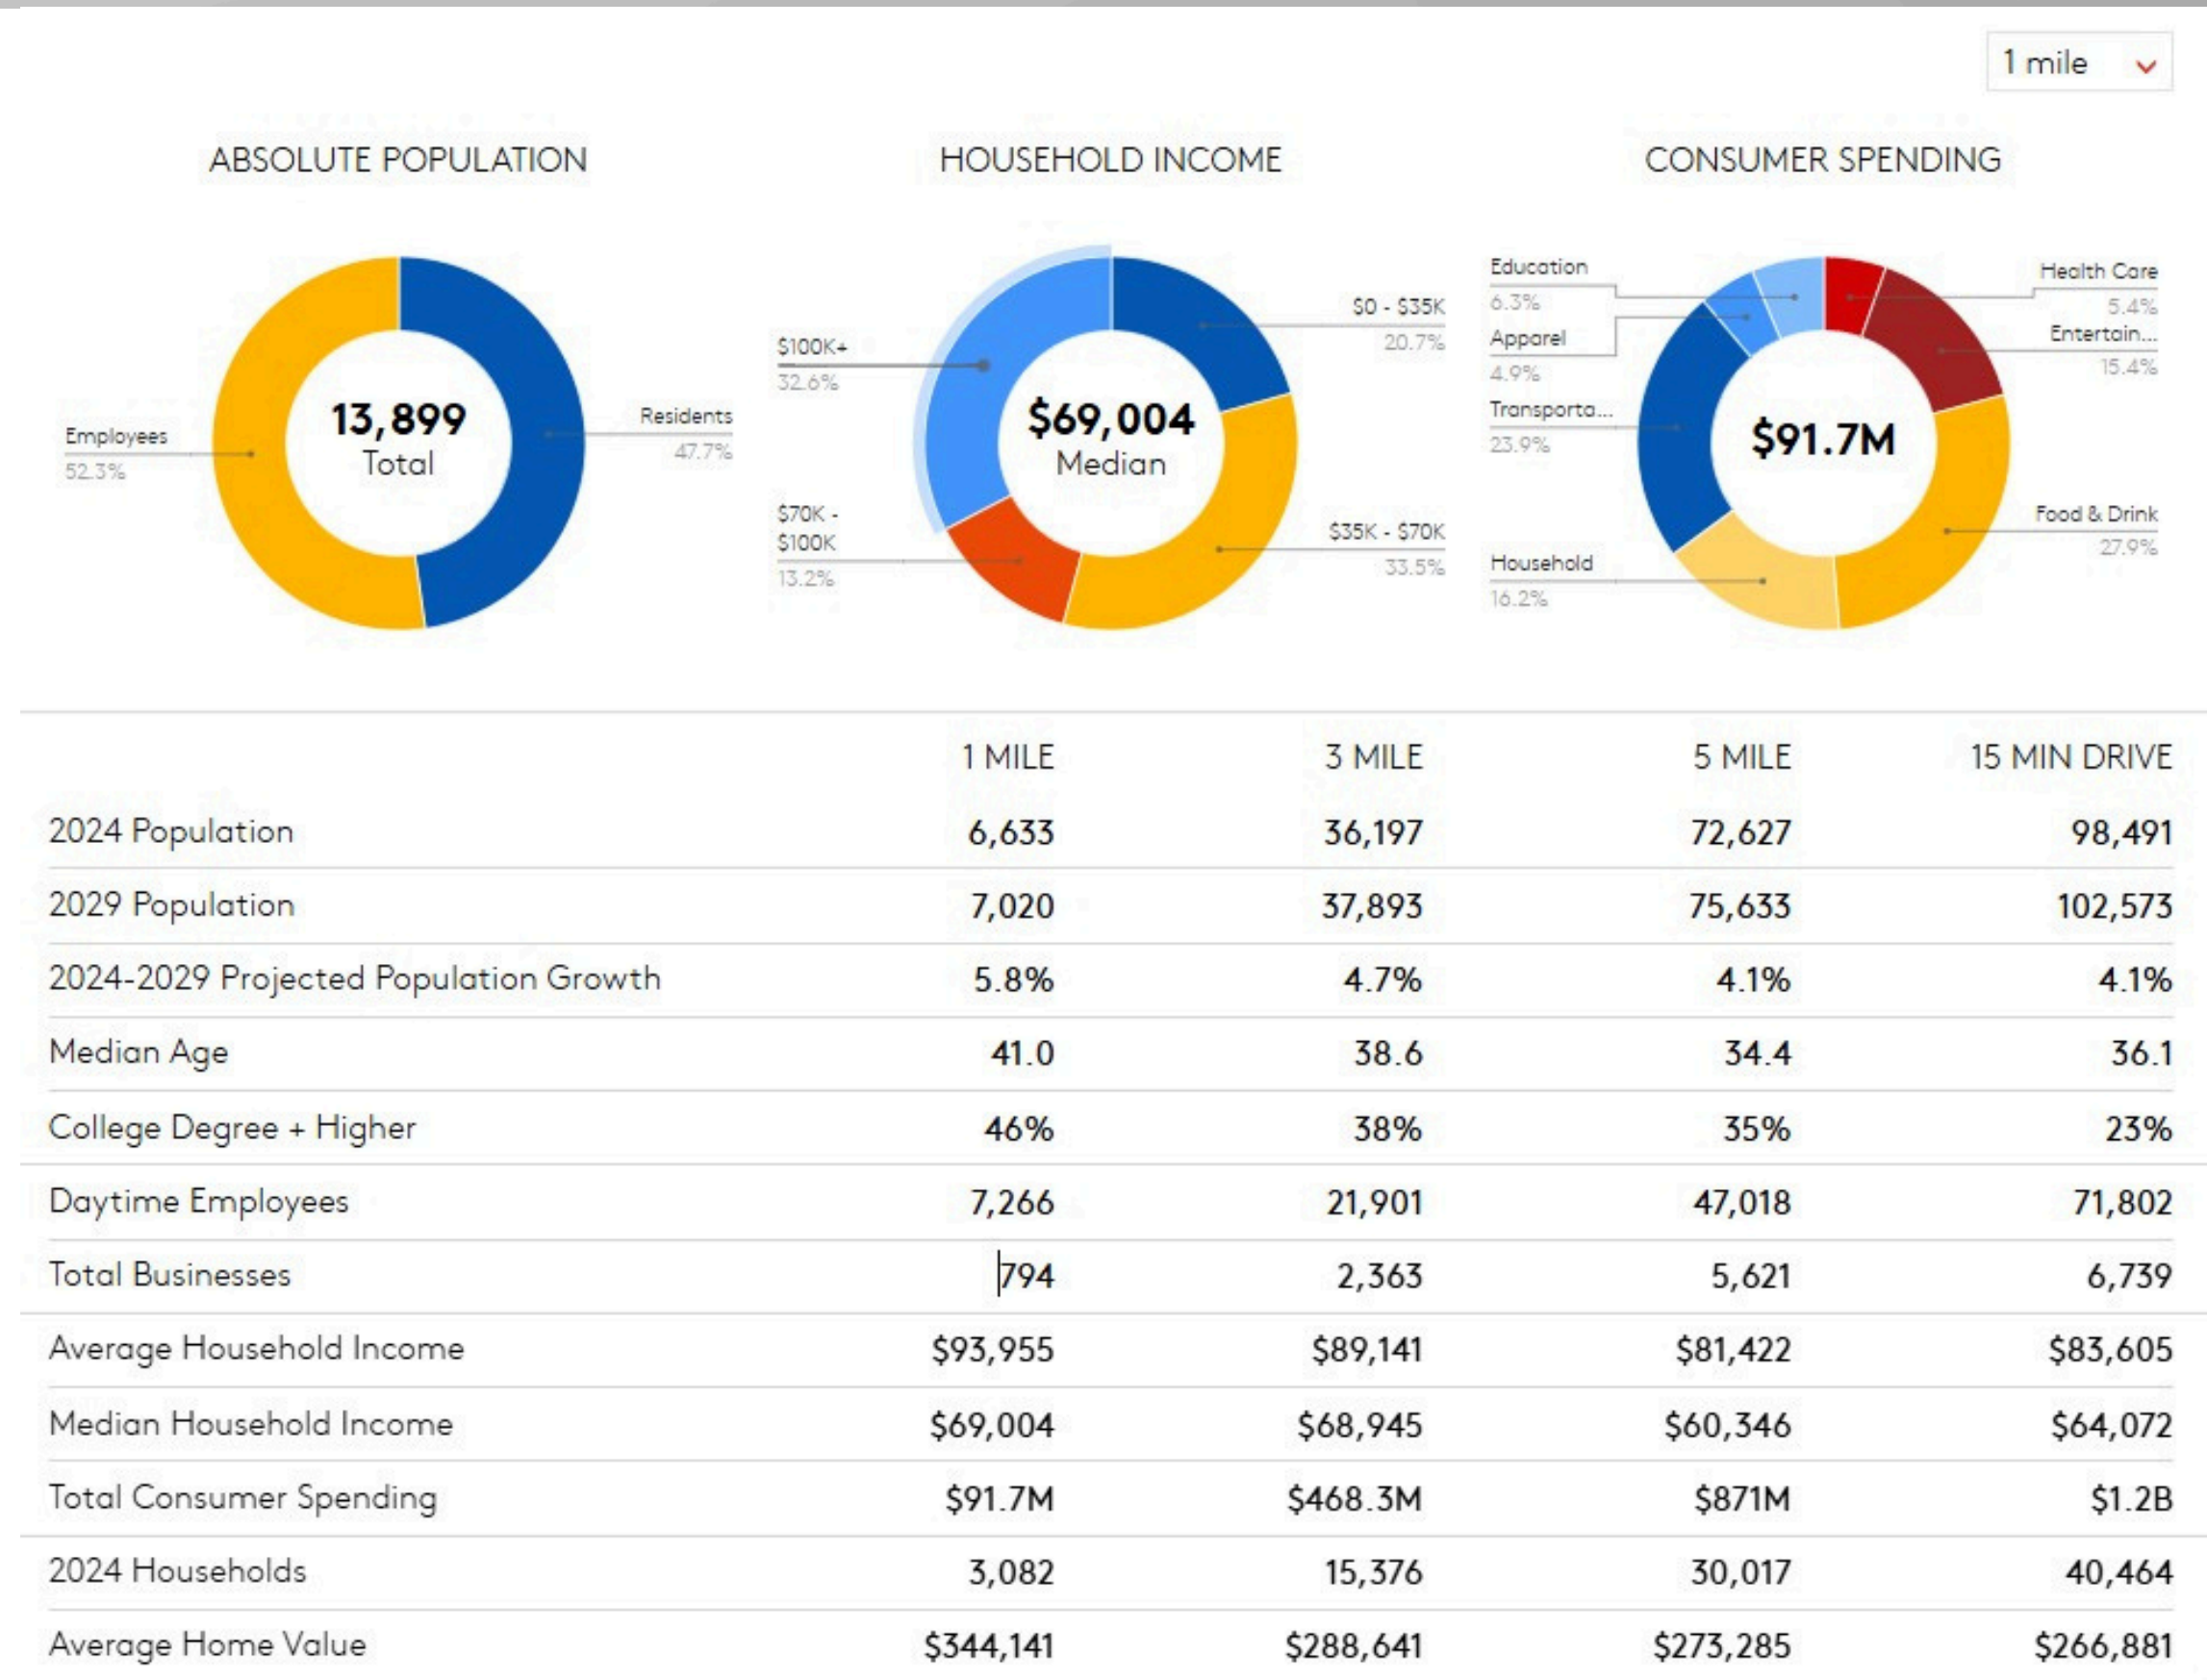 1 mile
ABSOLUTE POPULATION
HOUSEHOLD INCOME
CONSUMER SPENDING
Employees
52.3%
13,899
Total
Residents
47.7%
$100K+
32.6%
$70K -
$100K
13.2%
$69,004
Median
$0 - $35K
20.7%
$35K - $70K
33.5%
Education
6.3%
Apparel
4.9%
Transporta...
23.9%
Household
16.2%
$91.7M
Health Care
5.4%
Entertain...
15.4%
Food & Drink
27.9%
1 MILE 3 MILE 5 MILE 15 MIN DRIVE
2024 Population 6,633 36,197 72,627 98,491
2029 Population 7,020 37,893 75,633 102,573
2024-2029 Projected Population Growth 5.8% 4.7% 4.1% 4.1%
Median Age 41.0 38.6 34.4 36.1
College Degree + Higher 46% 38% 35% 23%
Daytime Employees 7,266 21,901 47,018 71,802
Total Businesses 794 2,363 5,621 6,739
Average Household Income $93,955 $89,141 $81,422 $83,605
Median Household Income $69,004 $68,945 $60,346 $64,072
Total Consumer Spending $91.7M $468.3M $871M $1.2B
2024 Households 3,082 15,376 30,017 40,464
Average Home Value $344,141 $288,641 $273,285 $266,881